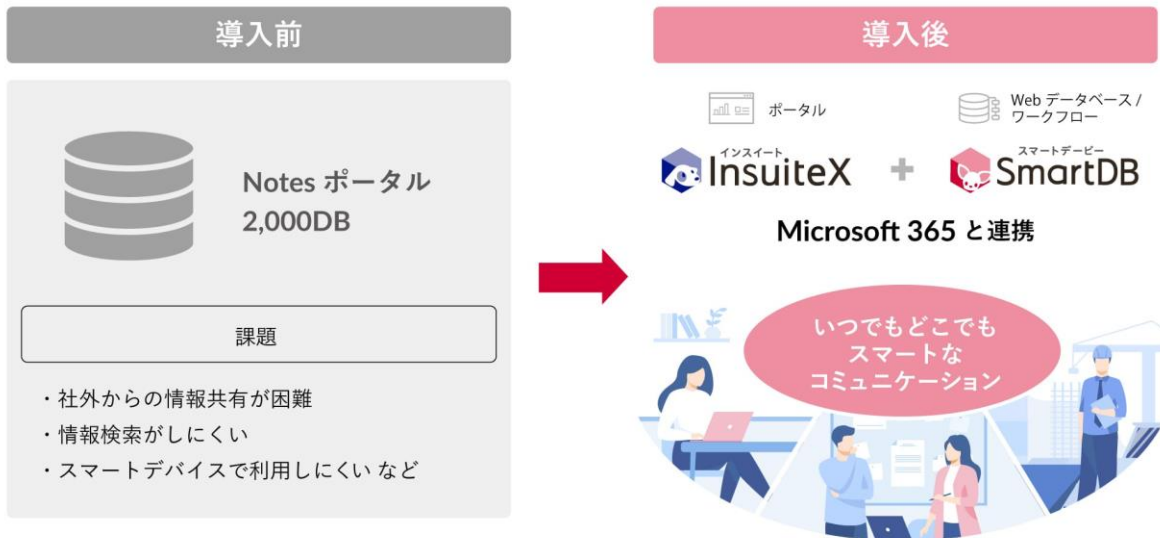 導入前
Notes ポータル
2,000DB
課題
・社外からの情報共有が困難
・情報検索がしにくい
・スマートデバイスで利用しにくい など
導入後
ポータル
Web データベース /
ワークフロー
インスイート
InsuiteX
+
スマートデービー
SmartDB
Microsoft 365 と連携
いつでもどこでも
スマートな
コミュニケーション